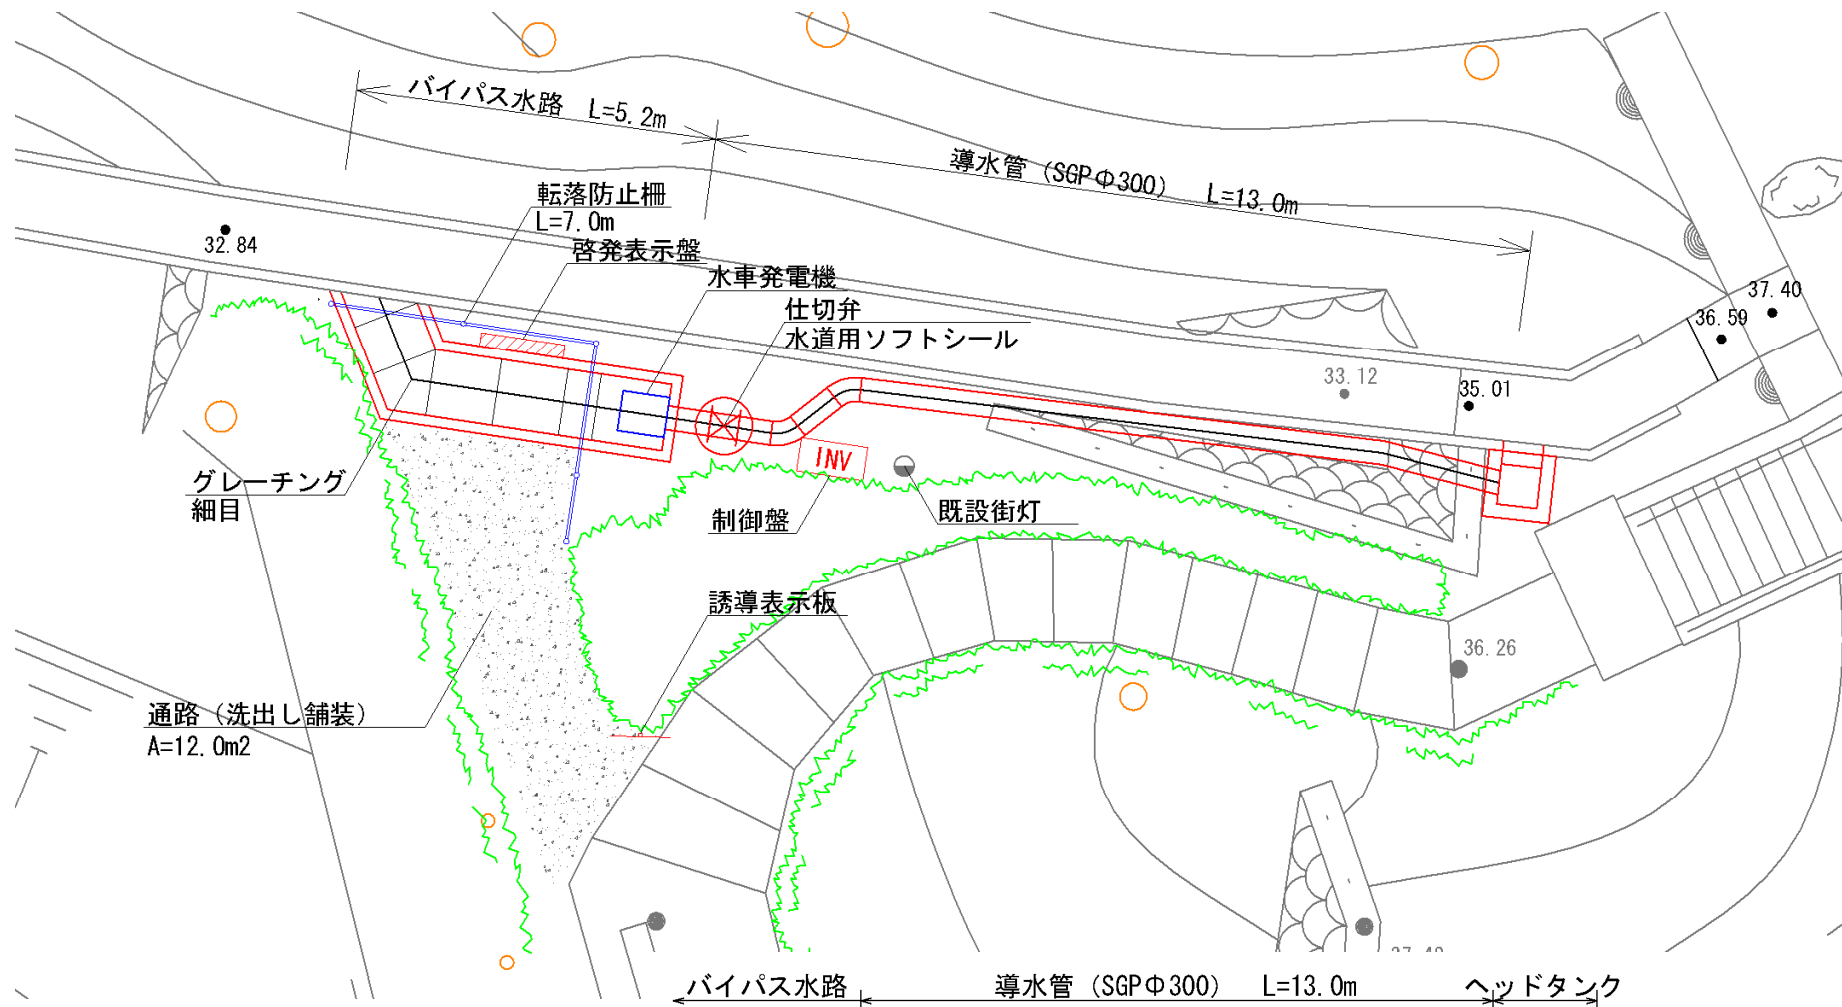 バイパス水路 L=5.2m
導水管（SGPΦ300） L=13.0m
転落防止柵
L=7.0m
啓発表示盤
水車発電機
仕切弁
水道用ソフトシール
32.84
37.40
36.59
33.12
35.01
INV
グレーチング
細目
制御盤
既設街灯
誘導表示板
36.26
通路（洗出し舗装）
A=12.0m2
バイパス水路 導水管（SGPΦ300） L=13.0m ヘッドタンク